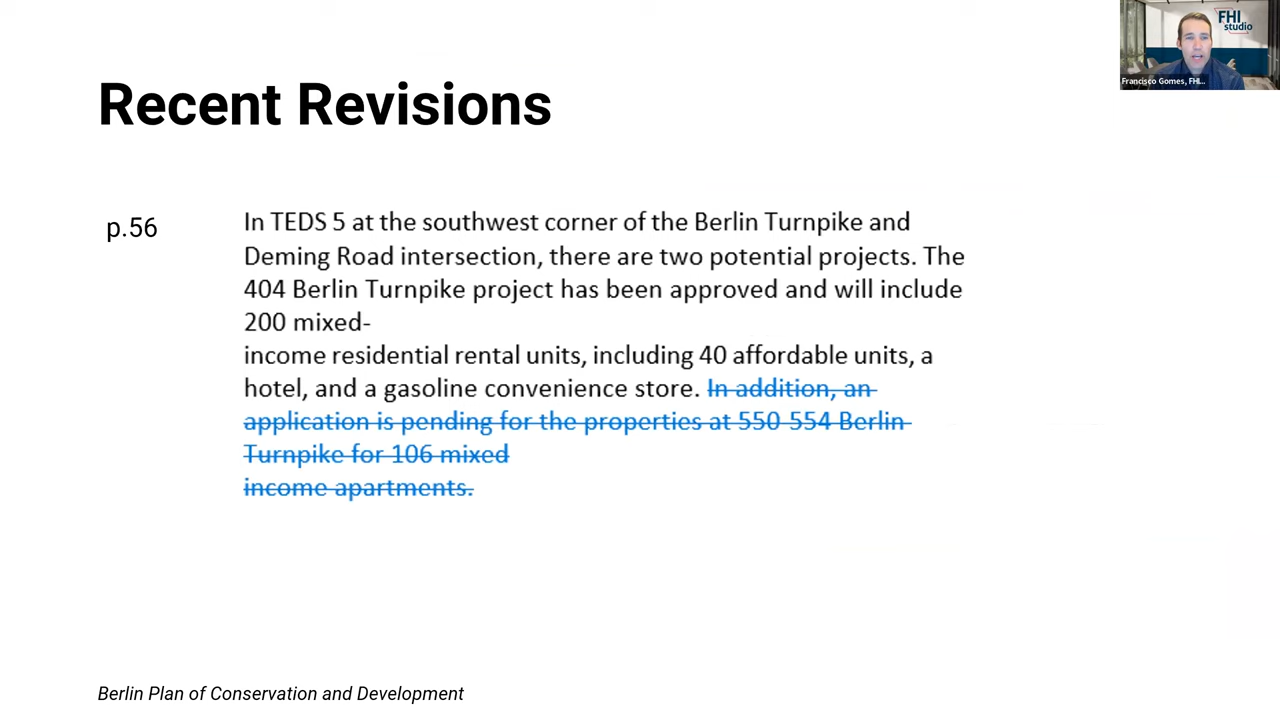 FHI
studio
Francisco Gomes, FHI...
Recent Revisions
p.56
In TEDS 5 at the southwest corner of the Berlin Turnpike and
Deming Road intersection, there are two potential projects. The
404 Berlin Turnpike project has been approved and will include
200 mixed-
income residential rental units, including 40 affordable units, a
hotel, and a gasoline convenience store. In addition, an
application is pending for the properties at 550-554 Berlin
Turnpike for 106 mixed
income apartments.
Berlin Plan of Conservation and Development